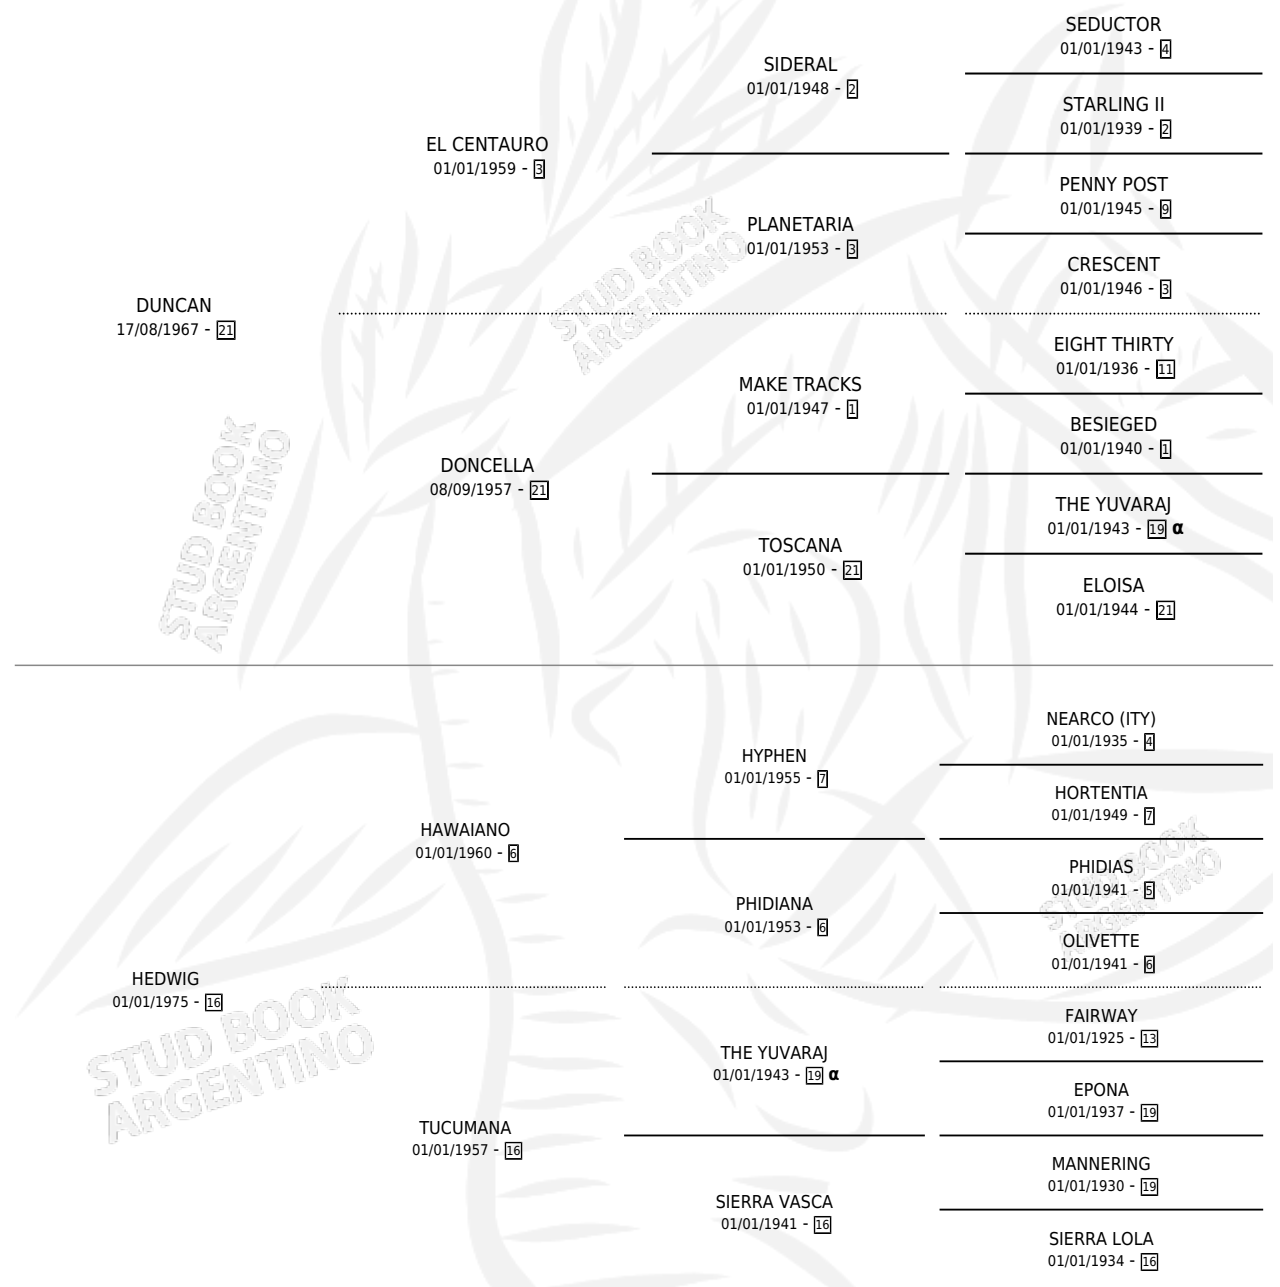 DUNCAN
17/08/1967 - 21
EL CENTAURO
01/01/1959 - 3
SIDERAL
01/01/1948 - 2
SEDUCTOR
01/01/1943 - 4
STARLING II
01/01/1939 - 2
PLANETARIA
01/01/1953 - 3
PENNY POST
01/01/1945 - 9
CRESCENT
01/01/1946 - 3
DONCELLA
08/09/1957 - 21
MAKE TRACKS
01/01/1947 - 1
EIGHT THIRTY
01/01/1936 - 11
BESIEGED
01/01/1940 - 1
TOSCANA
01/01/1950 - 21
THE YUVARAJ
01/01/1943 - 19 α
ELOISA
01/01/1944 - 21
HEDWIG
01/01/1975 - 16
HAWAIANO
01/01/1960 - 6
HYPHEN
01/01/1955 - 7
NEARCO (ITY)
01/01/1935 - 4
HORTENTIA
01/01/1949 - 7
PHIDIANA
01/01/1953 - 6
PHIDIAS
01/01/1941 - 5
OLIVETTE
01/01/1941 - 6
TUCUMANA
01/01/1957 - 16
THE YUVARAJ
01/01/1943 - 19 α
FAIRWAY
01/01/1925 - 13
EPONA
01/01/1937 - 19
SIERRA VASCA
01/01/1941 - 16
MANNERING
01/01/1930 - 19
SIERRA LOLA
01/01/1934 - 16
STUD BOOK
ARGENTINO
STUD BOOK
ARGENTINO
STUD BOOK
ARGENTINO
STUD BOOK
ARGENTINO